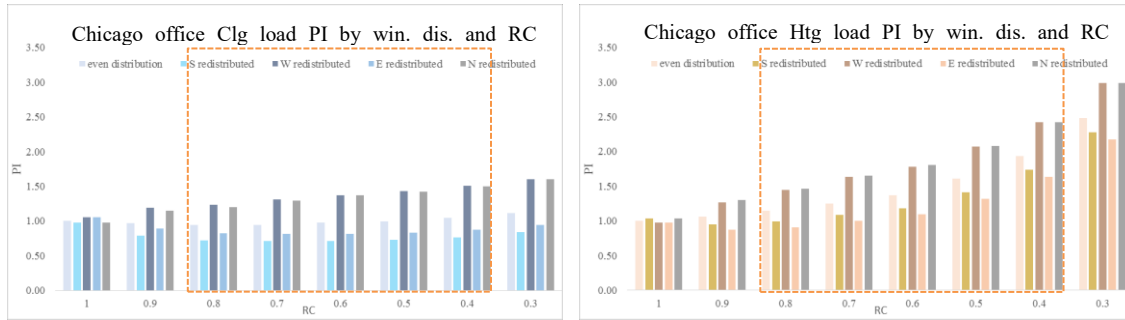 Chicago office Clg load PI by win. dis. and RC
3.50
even distribution S redistributed W redistributed E redistributed N redistributed
3.00
2.50
2.00
PI
1.50
1.00
0.50
0.00
1 0.9 0.8 0.7 0.6 0.5 0.4 0.3
RC
Chicago office Htg load PI by win. dis. and RC
3.50
even distribution S redistributed W redistributed E redistributed N redistributed
3.00
2.50
2.00
PI
1.50
1.00
0.50
0.00
1 0.9 0.8 0.7 0.6 0.5 0.4 0.3
RC